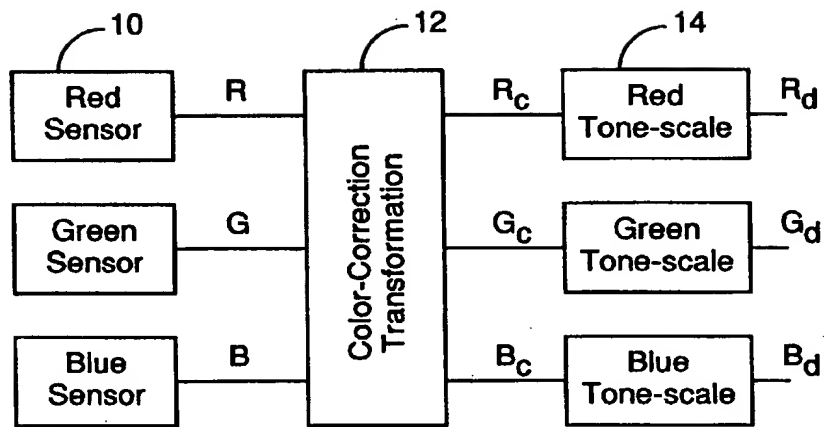 10
12
14
Red
Sensor
R
Rc
Red
Tone-scale
Rd
Green
Sensor
G
Color-Correction
Transformation
Gc
Green
Tone-scale
Gd
Blue
Sensor
B
Bc
Blue
Tone-scale
Bd